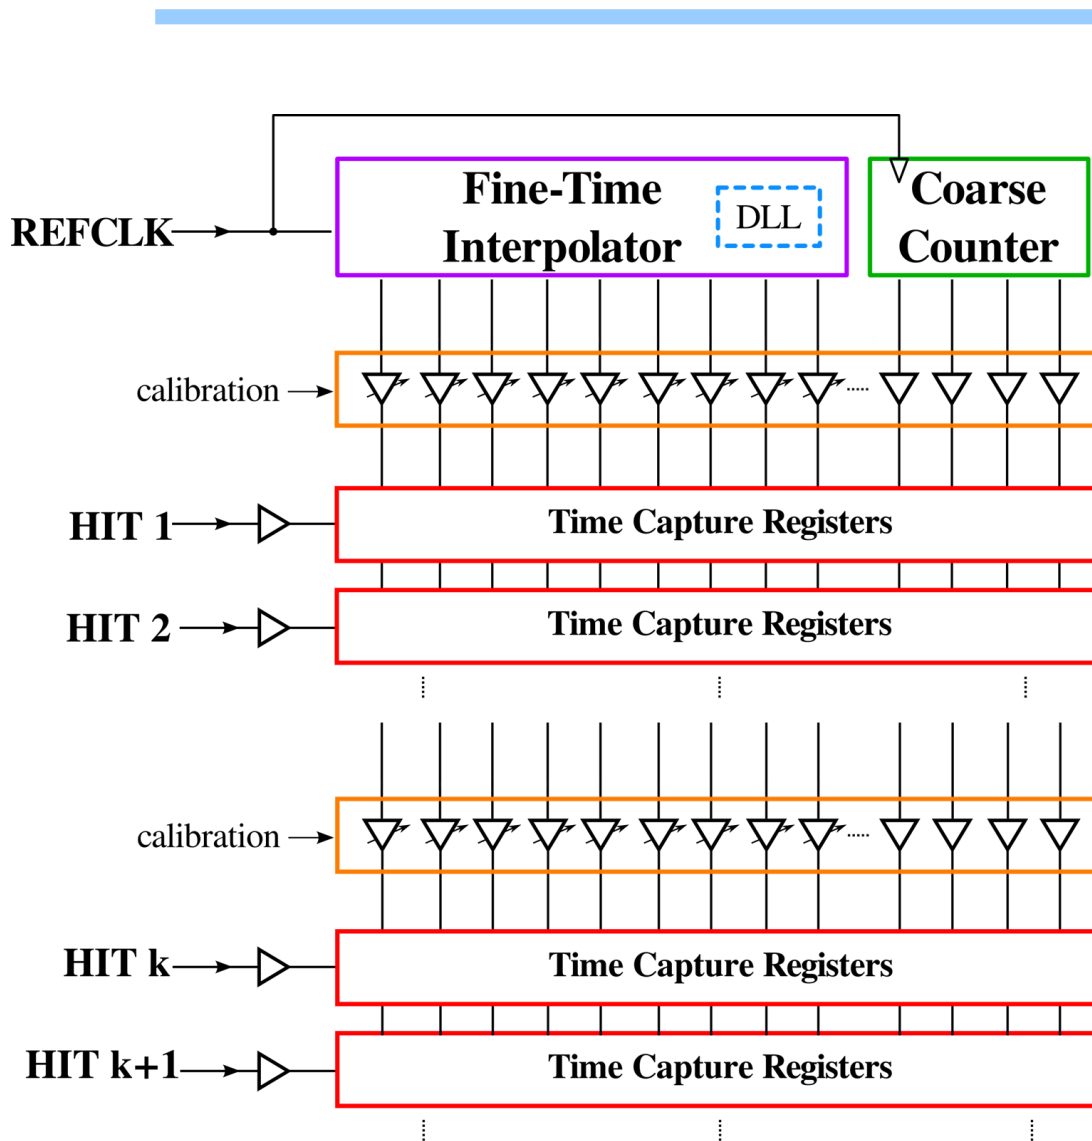 Fine-Time
Interpolator
DLL
Coarse
Counter
REFCLK
calibration
HIT 1
Time Capture Registers
HIT 2
Time Capture Registers
calibration
HIT k
Time Capture Registers
HIT k+1
Time Capture Registers